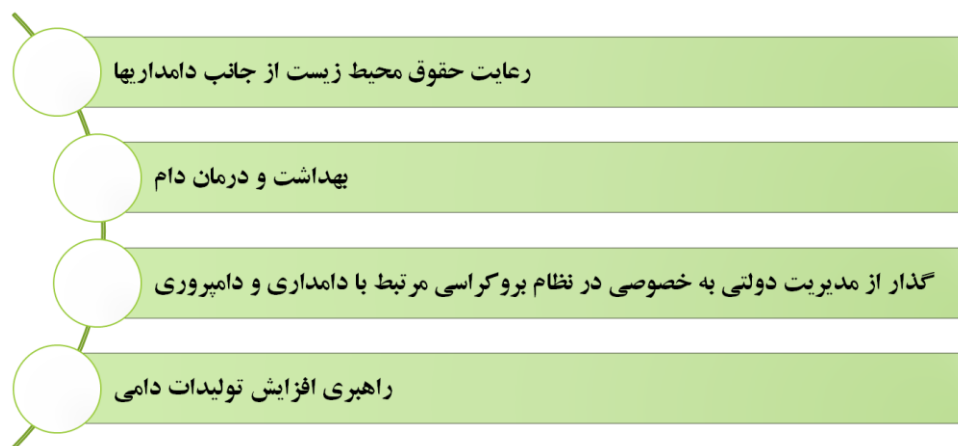 رعایت حقوق محیط زیست از جانب دامداریها
بهداشت و درمان دام
گذار از مدیریت دولتی به خصوصی در نظام بروکراسی مرتبط با دامداری و دامپروری
راهبری افزایش تولیدات دامی